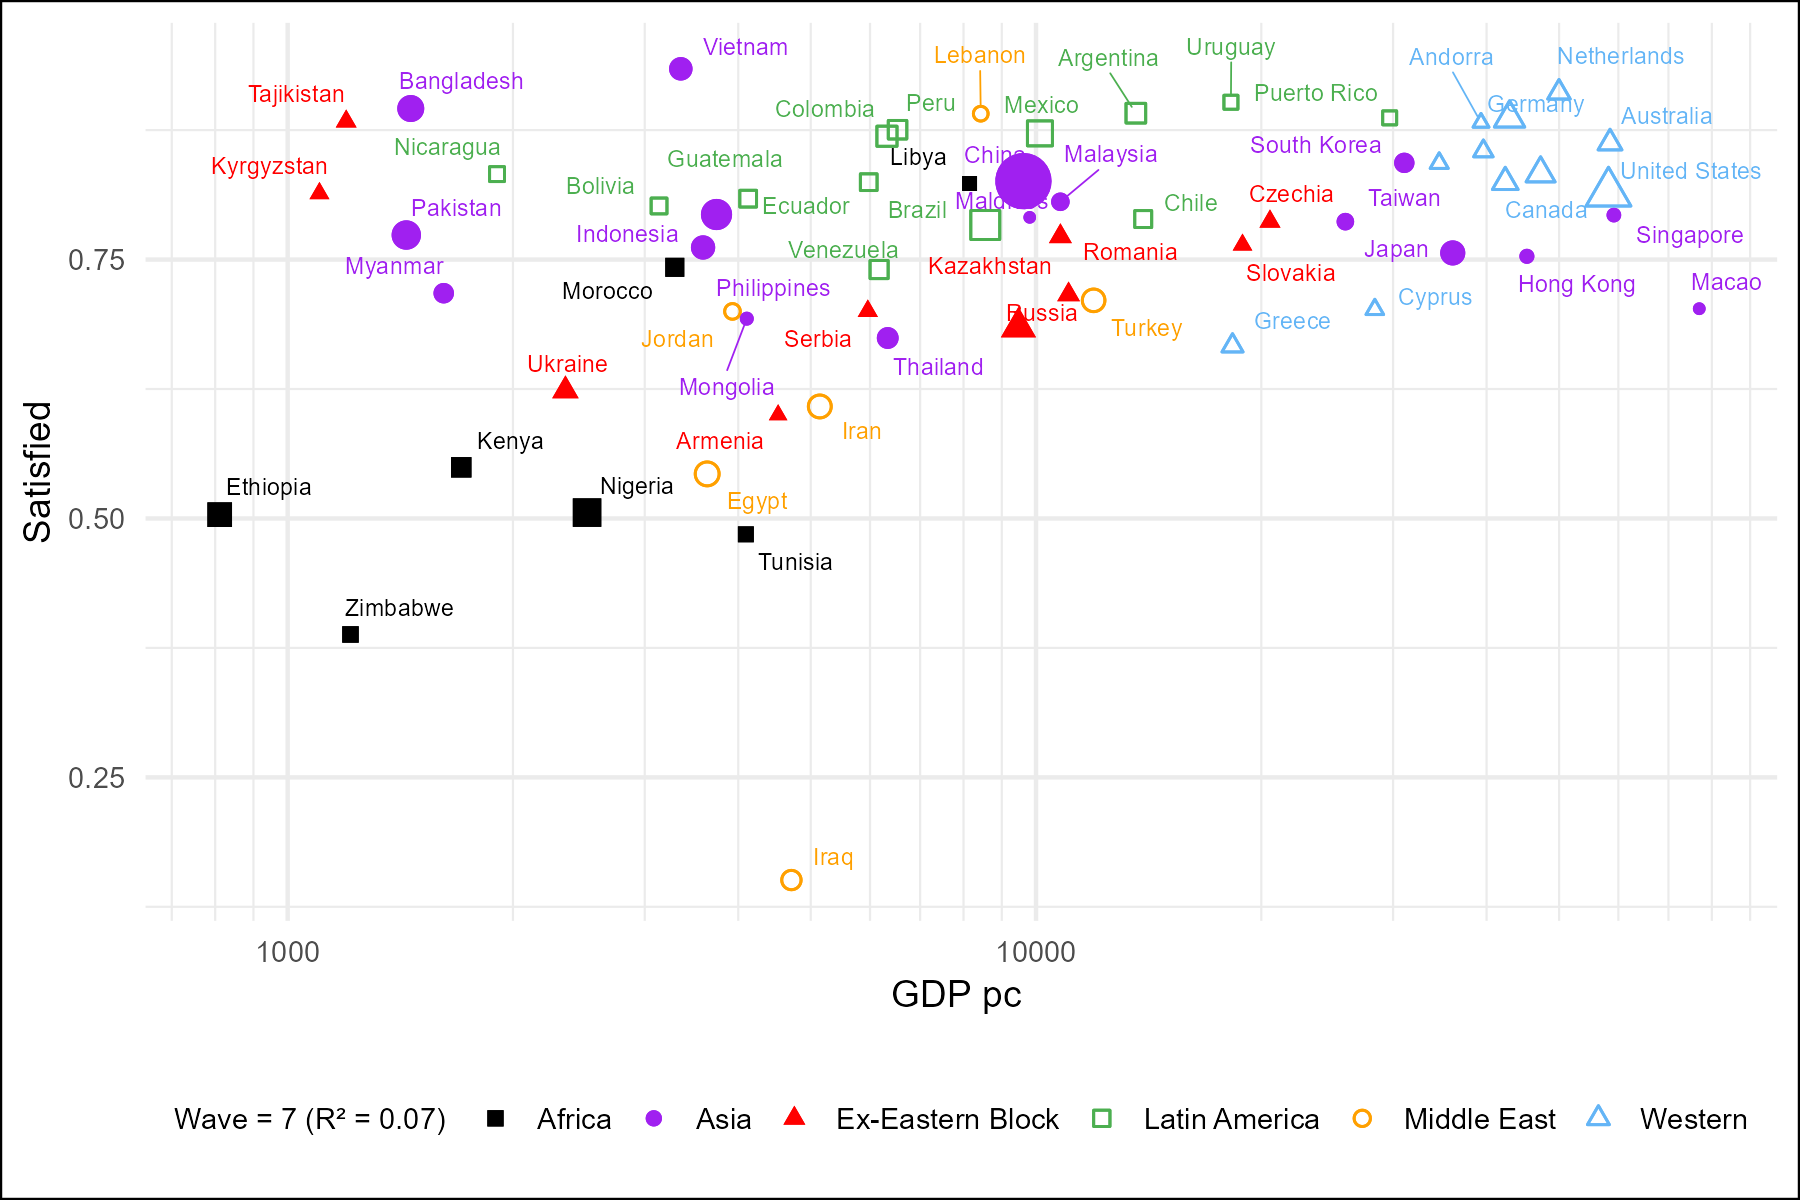 Vietnam
Uruguay
Lebanon
Argentina
Andorra
Netherlands
Tajikistan
Bangladesh
Colombia
Peru
Mexico
Puerto Rico
Germany
Australia
Nicaragua
Guatemala
Libya
China
Malaysia
South Korea
Kyrgyzstan
Bolivia
United States
Pakistan
Ecuador
Brazil
Maldives
Chile
Czechia
Taiwan
Canada
Indonesia
Venezuela
Romania
Japan
Singapore
Myanmar
Kazakhstan
Slovakia
Morocco
Philippines
Cyprus
Hong Kong
Macao
Jordan
Serbia
Russia
Turkey
Greece
Ukraine
Mongolia
Thailand
Kenya
Armenia
Iran
Ethiopia
Nigeria
Egypt
Tunisia
Zimbabwe
Iraq
Satisfied
0.75
0.50
0.25
1000
10000
GDP pc
Wave = 7 (R² = 0.07)
Africa
Asia
Ex-Eastern Block
Latin America
Middle East
Western